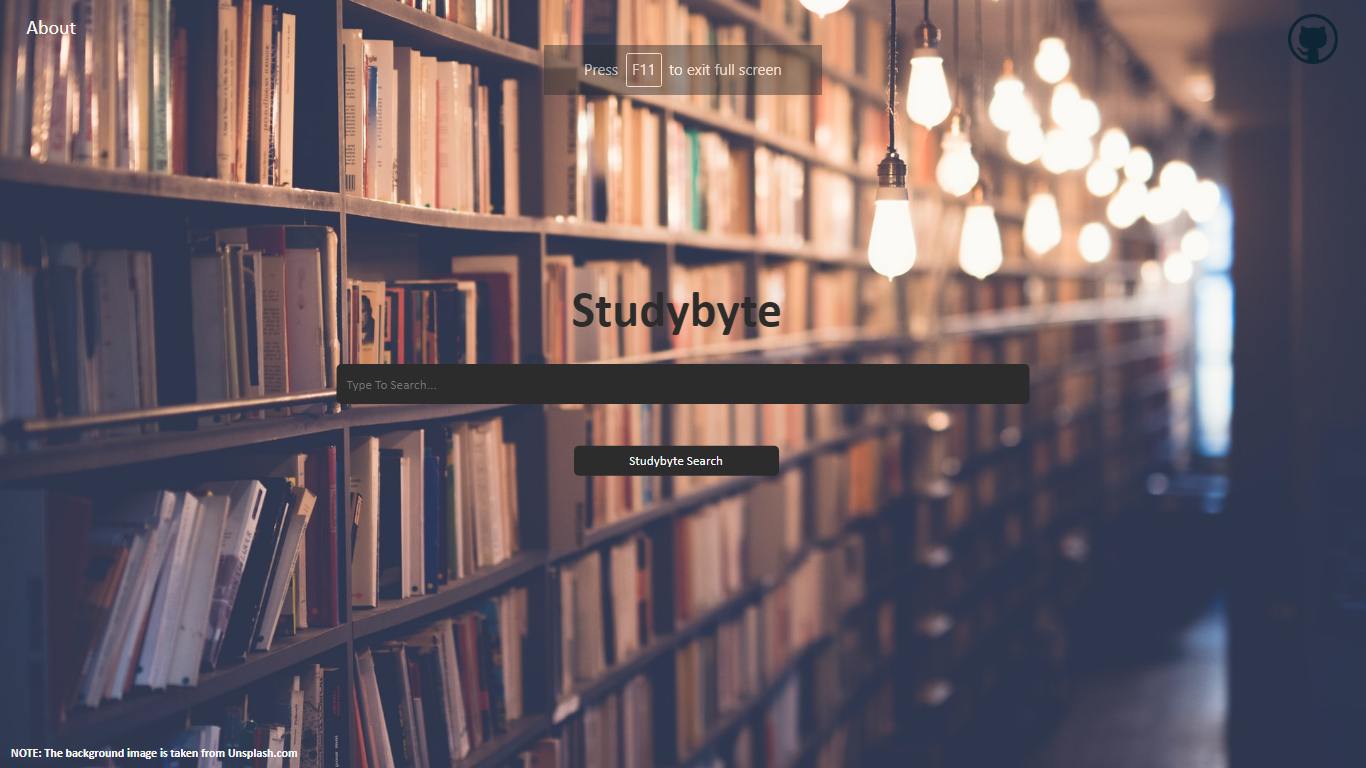 About
Press F11 to exit full screen
Studybyte
Type To Search...
Studybyte Search
NOTE: The background image is taken from Unsplash.com